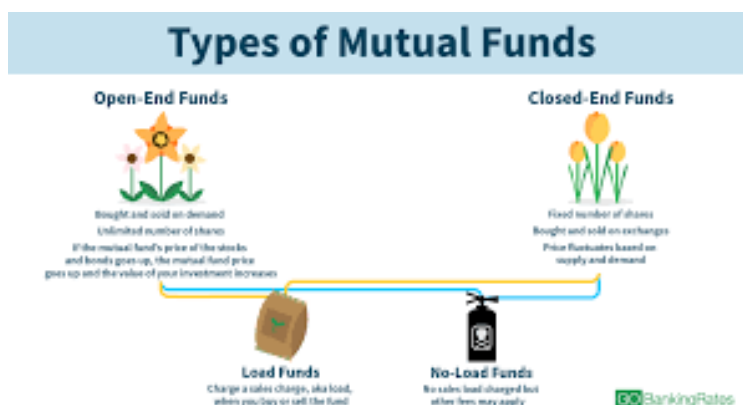 Types of Mutual Funds
Open-End Funds
Bought and sold on demand
Unlimited number of shares
If the mutual fund's price of the stocks
and bonds goes up, the mutual fund price
goes up and the value of your investment increases
Closed-End Funds
Fixed number of shares
Bought and sold on exchanges
Price fluctuates based on
supply and demand
Load Funds
Charge a sales charge, aka load,
when you buy or sell the fund
No-Load Funds
No sales load charged but
other fees may apply
GOBankingRates